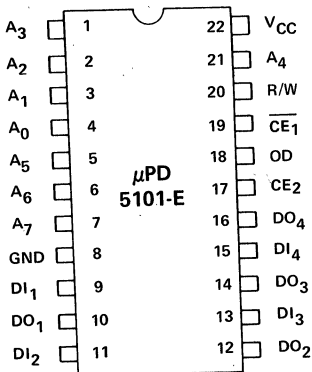 A3 1 22 VCC
A2 2 21 A4
A1 3 20 R/W
A0 4 19 CE1
A5 5 18 OD
A6 6 μPD 5101-E 17 CE2
A7 7 16 DO4
GND 8 15 DI4
DI1 9 14 DO3
DO1 10 13 DI3
DI2 11 12 DO2